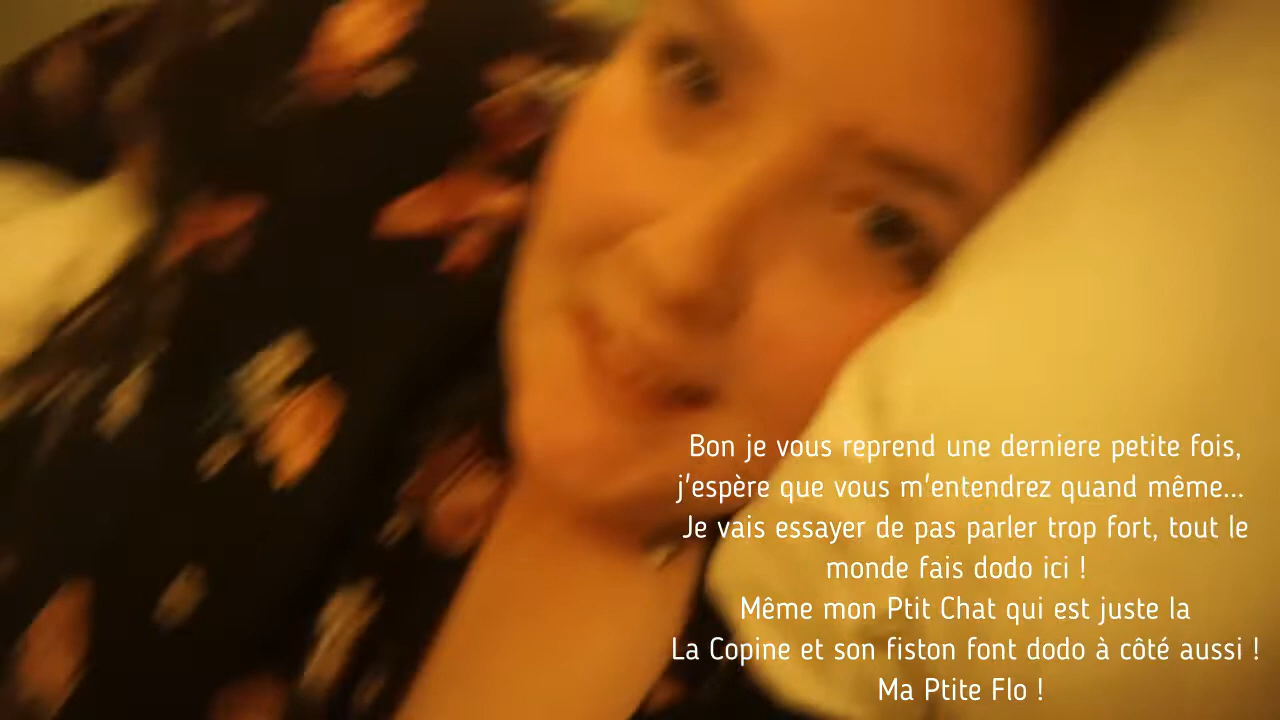 Bon je vous reprend une derniere petite fois,
j'espère que vous m'entendrez quand même...
Je vais essayer de pas parler trop fort, tout le
monde fais dodo ici !
Même mon Ptit Chat qui est juste la
La Copine et son fiston font dodo à côté aussi !
Ma Ptite Flo !